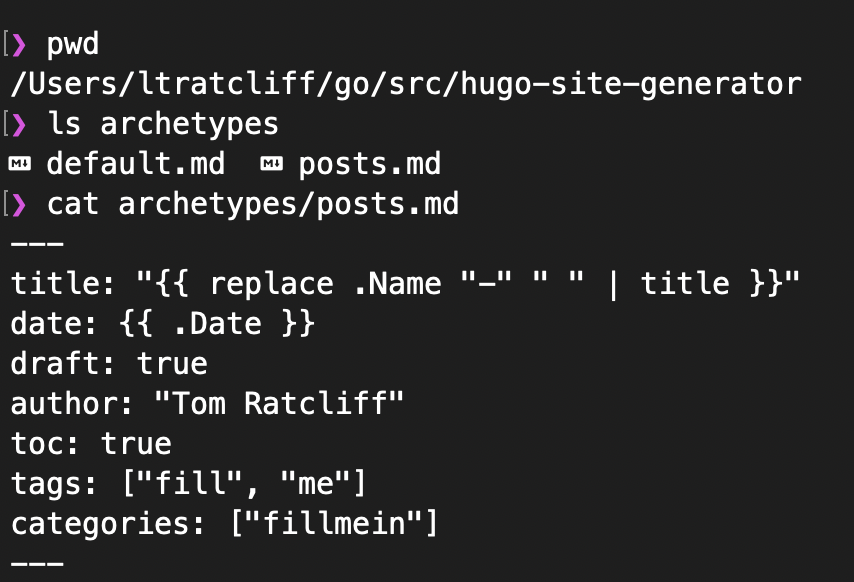 ❯ pwd
/Users/ltratcliff/go/src/hugo-site-generator
❯ ls archetypes
default.md  posts.md
❯ cat archetypes/posts.md
---
title: "{{ replace .Name "-" " " | title }}"
date: {{ .Date }}
draft: true
author: "Tom Ratcliff"
toc: true
tags: ["fill", "me"]
categories: ["fillmein"]
---